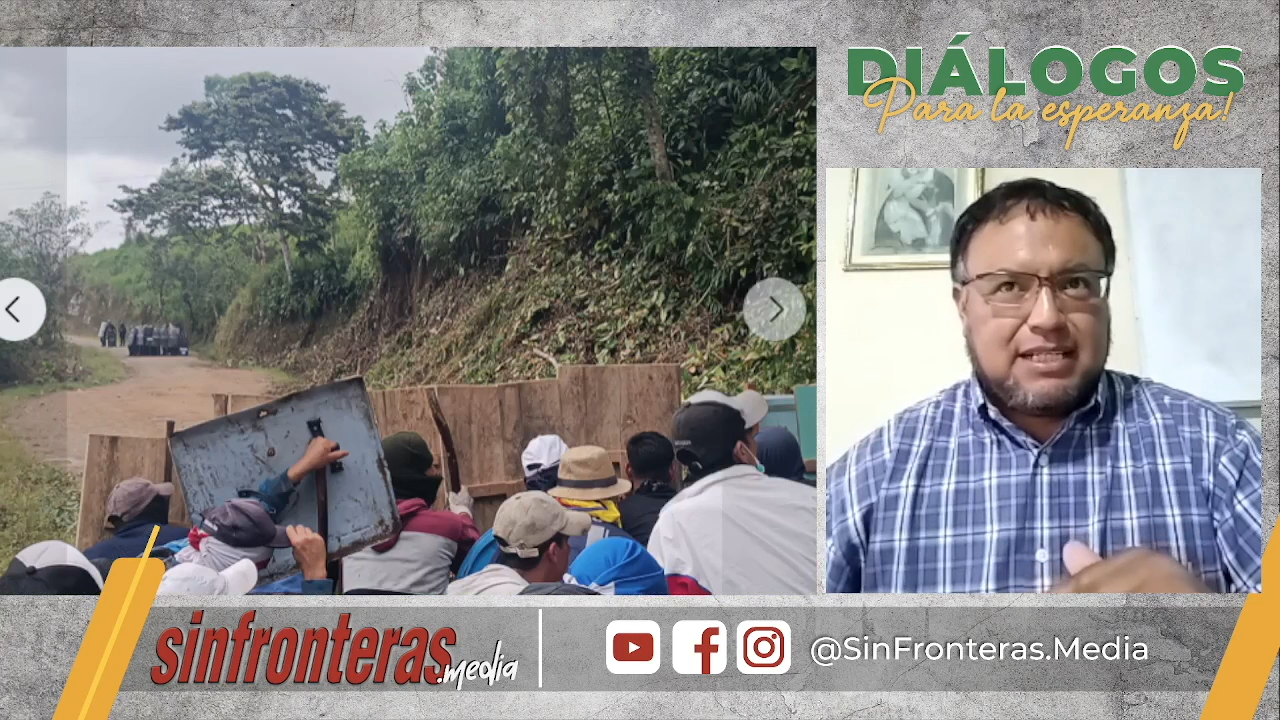 DIÁLOGOS
Para la esperanza!
sinfronteras
.media
@SinFronteras.Media